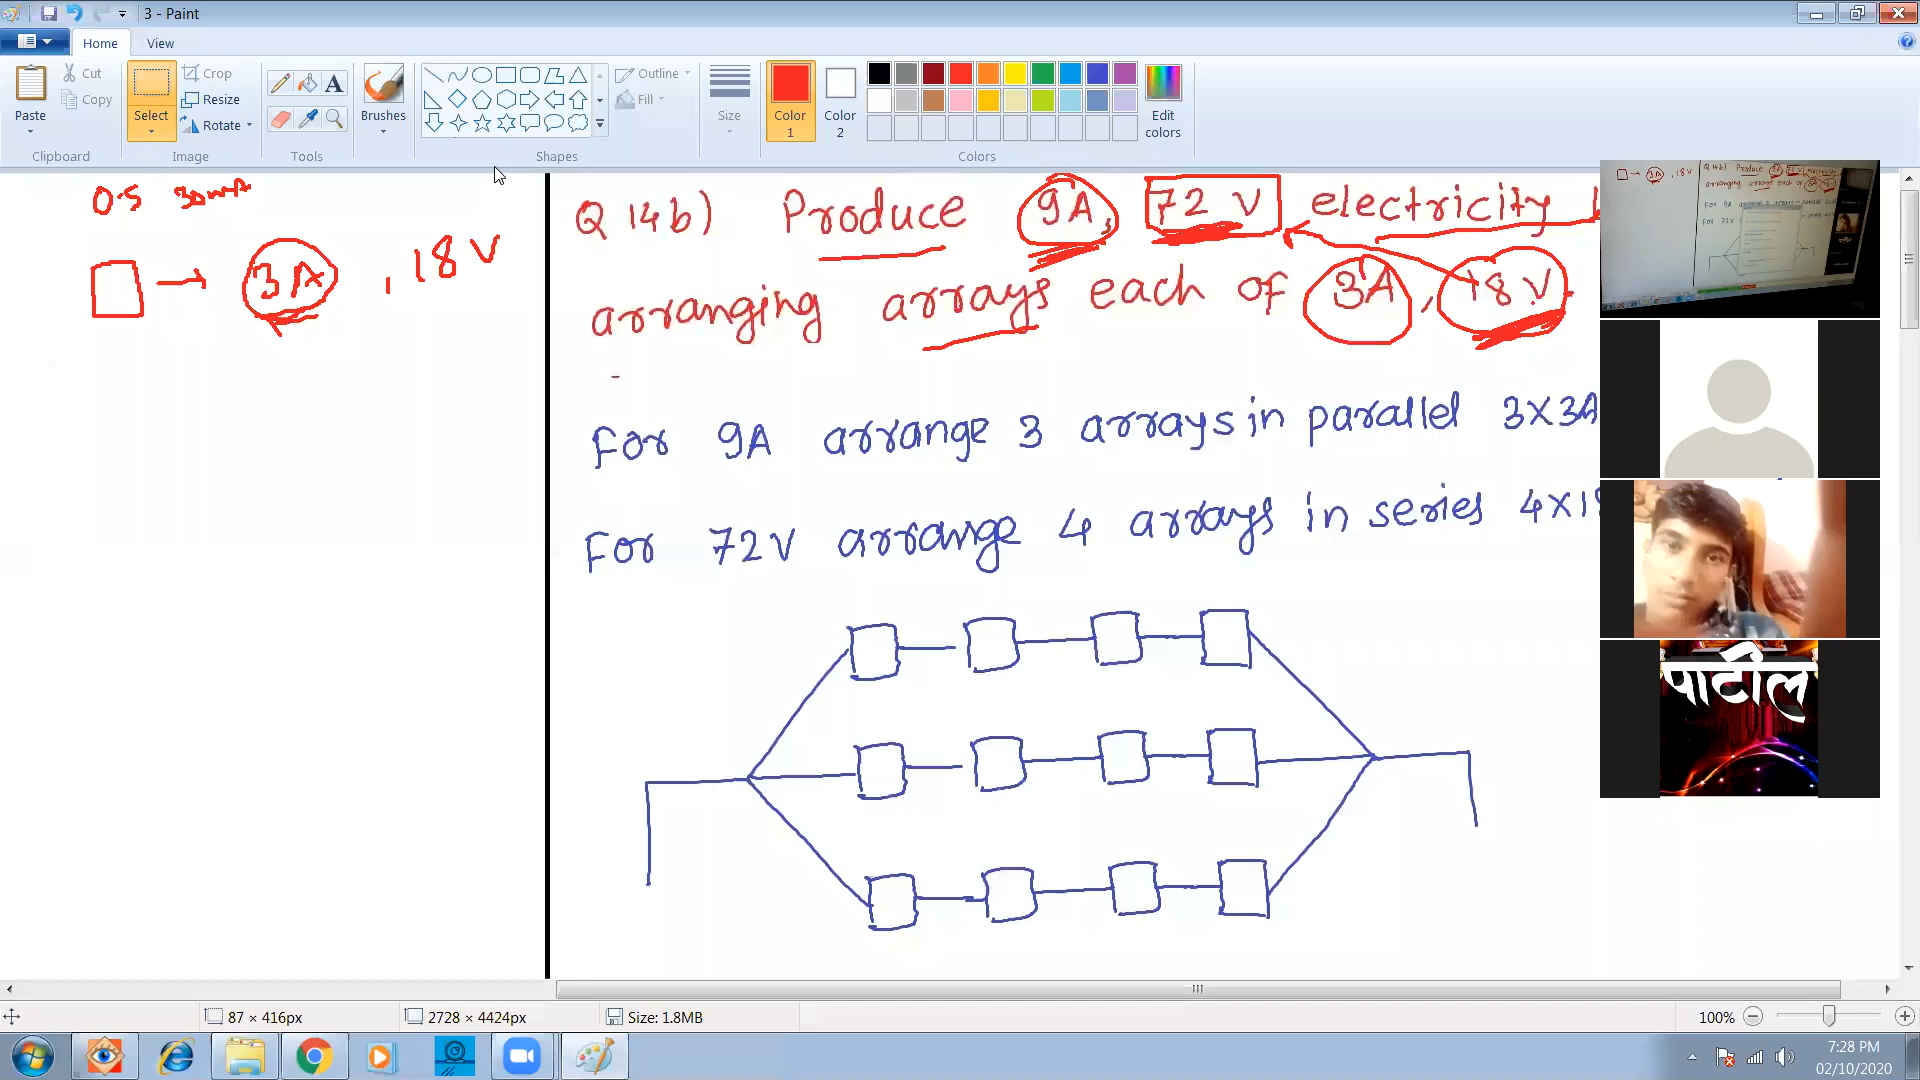 3 - Paint
Home View
Paste
Cut
Copy
Clipboard
Select
Crop
Resize
Rotate
Image
A
Tools
Brushes
Shapes
Outline
Fill
Size
Color 1
Color 2
Edit colors
Colors
0.5 30mA
3A , 18V
Q 14b) Produce 9A, 72 V electricity
arranging arrays each of 3A, 18 V.
For 9A arrange 3 arrays in parallel 3X3A
For 72V arrange 4 arrays in series 4X1
पाटील
87 × 416px
2728 × 4424px
Size: 1.8MB
100%
7:28 PM
02/10/2020